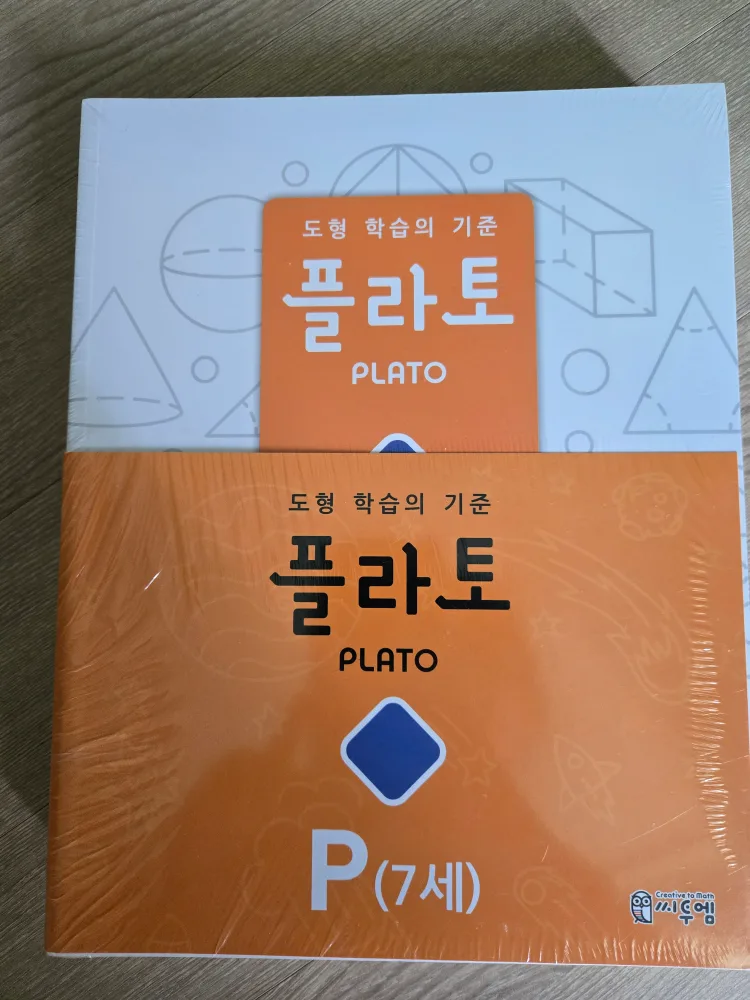 도형 학습의 기준
플라토
PLATO
도형 학습의 기준
플라토
PLATO
P(7세)
Creative to Math
씨투엠